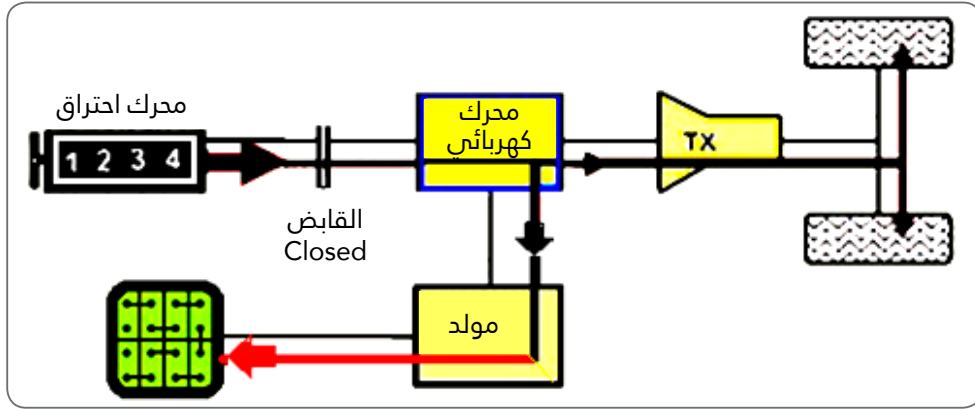 محرك احتراق
1 2 3 4
القابض
Closed
محرك
كهربائي
TX
مولد